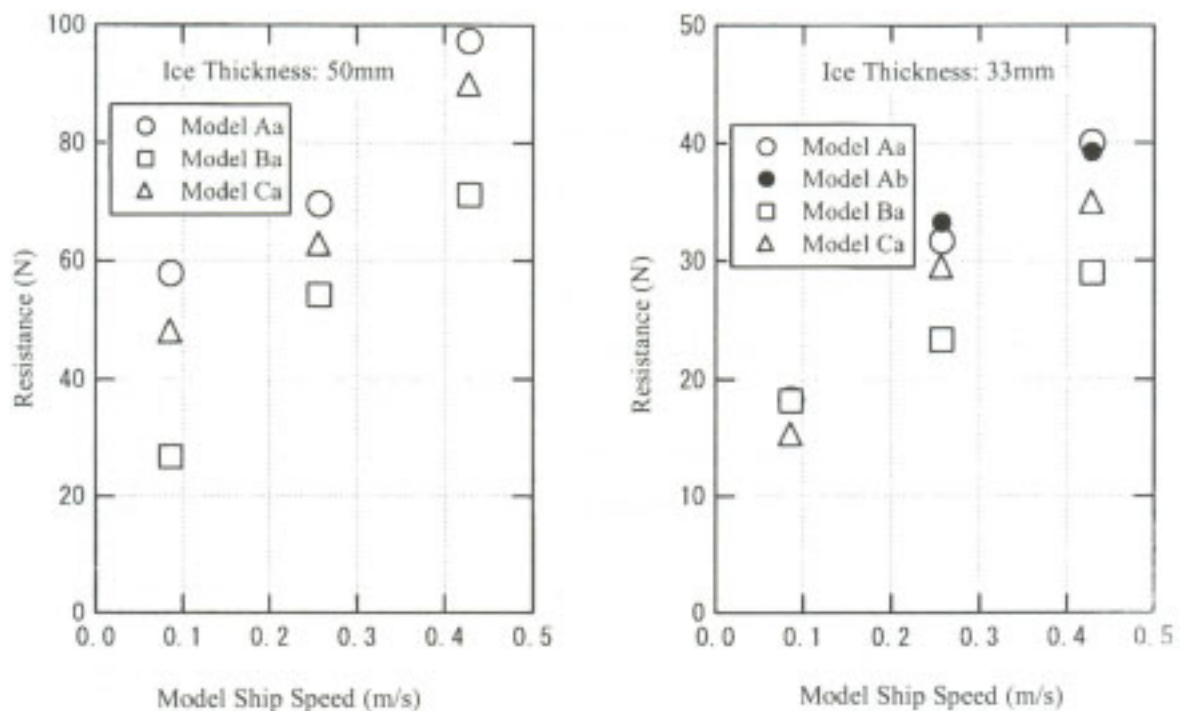 100
80
60
40
20
0
Resistance (N)
Ice Thickness: 50mm
Model Aa
Model Ba
Model Ca
0.0 0.1 0.2 0.3 0.4 0.5
Model Ship Speed (m/s)
50
40
30
20
10
0
Resistance (N)
Ice Thickness: 33mm
Model Aa
Model Ab
Model Ba
Model Ca
0.0 0.1 0.2 0.3 0.4 0.5
Model Ship Speed (m/s)